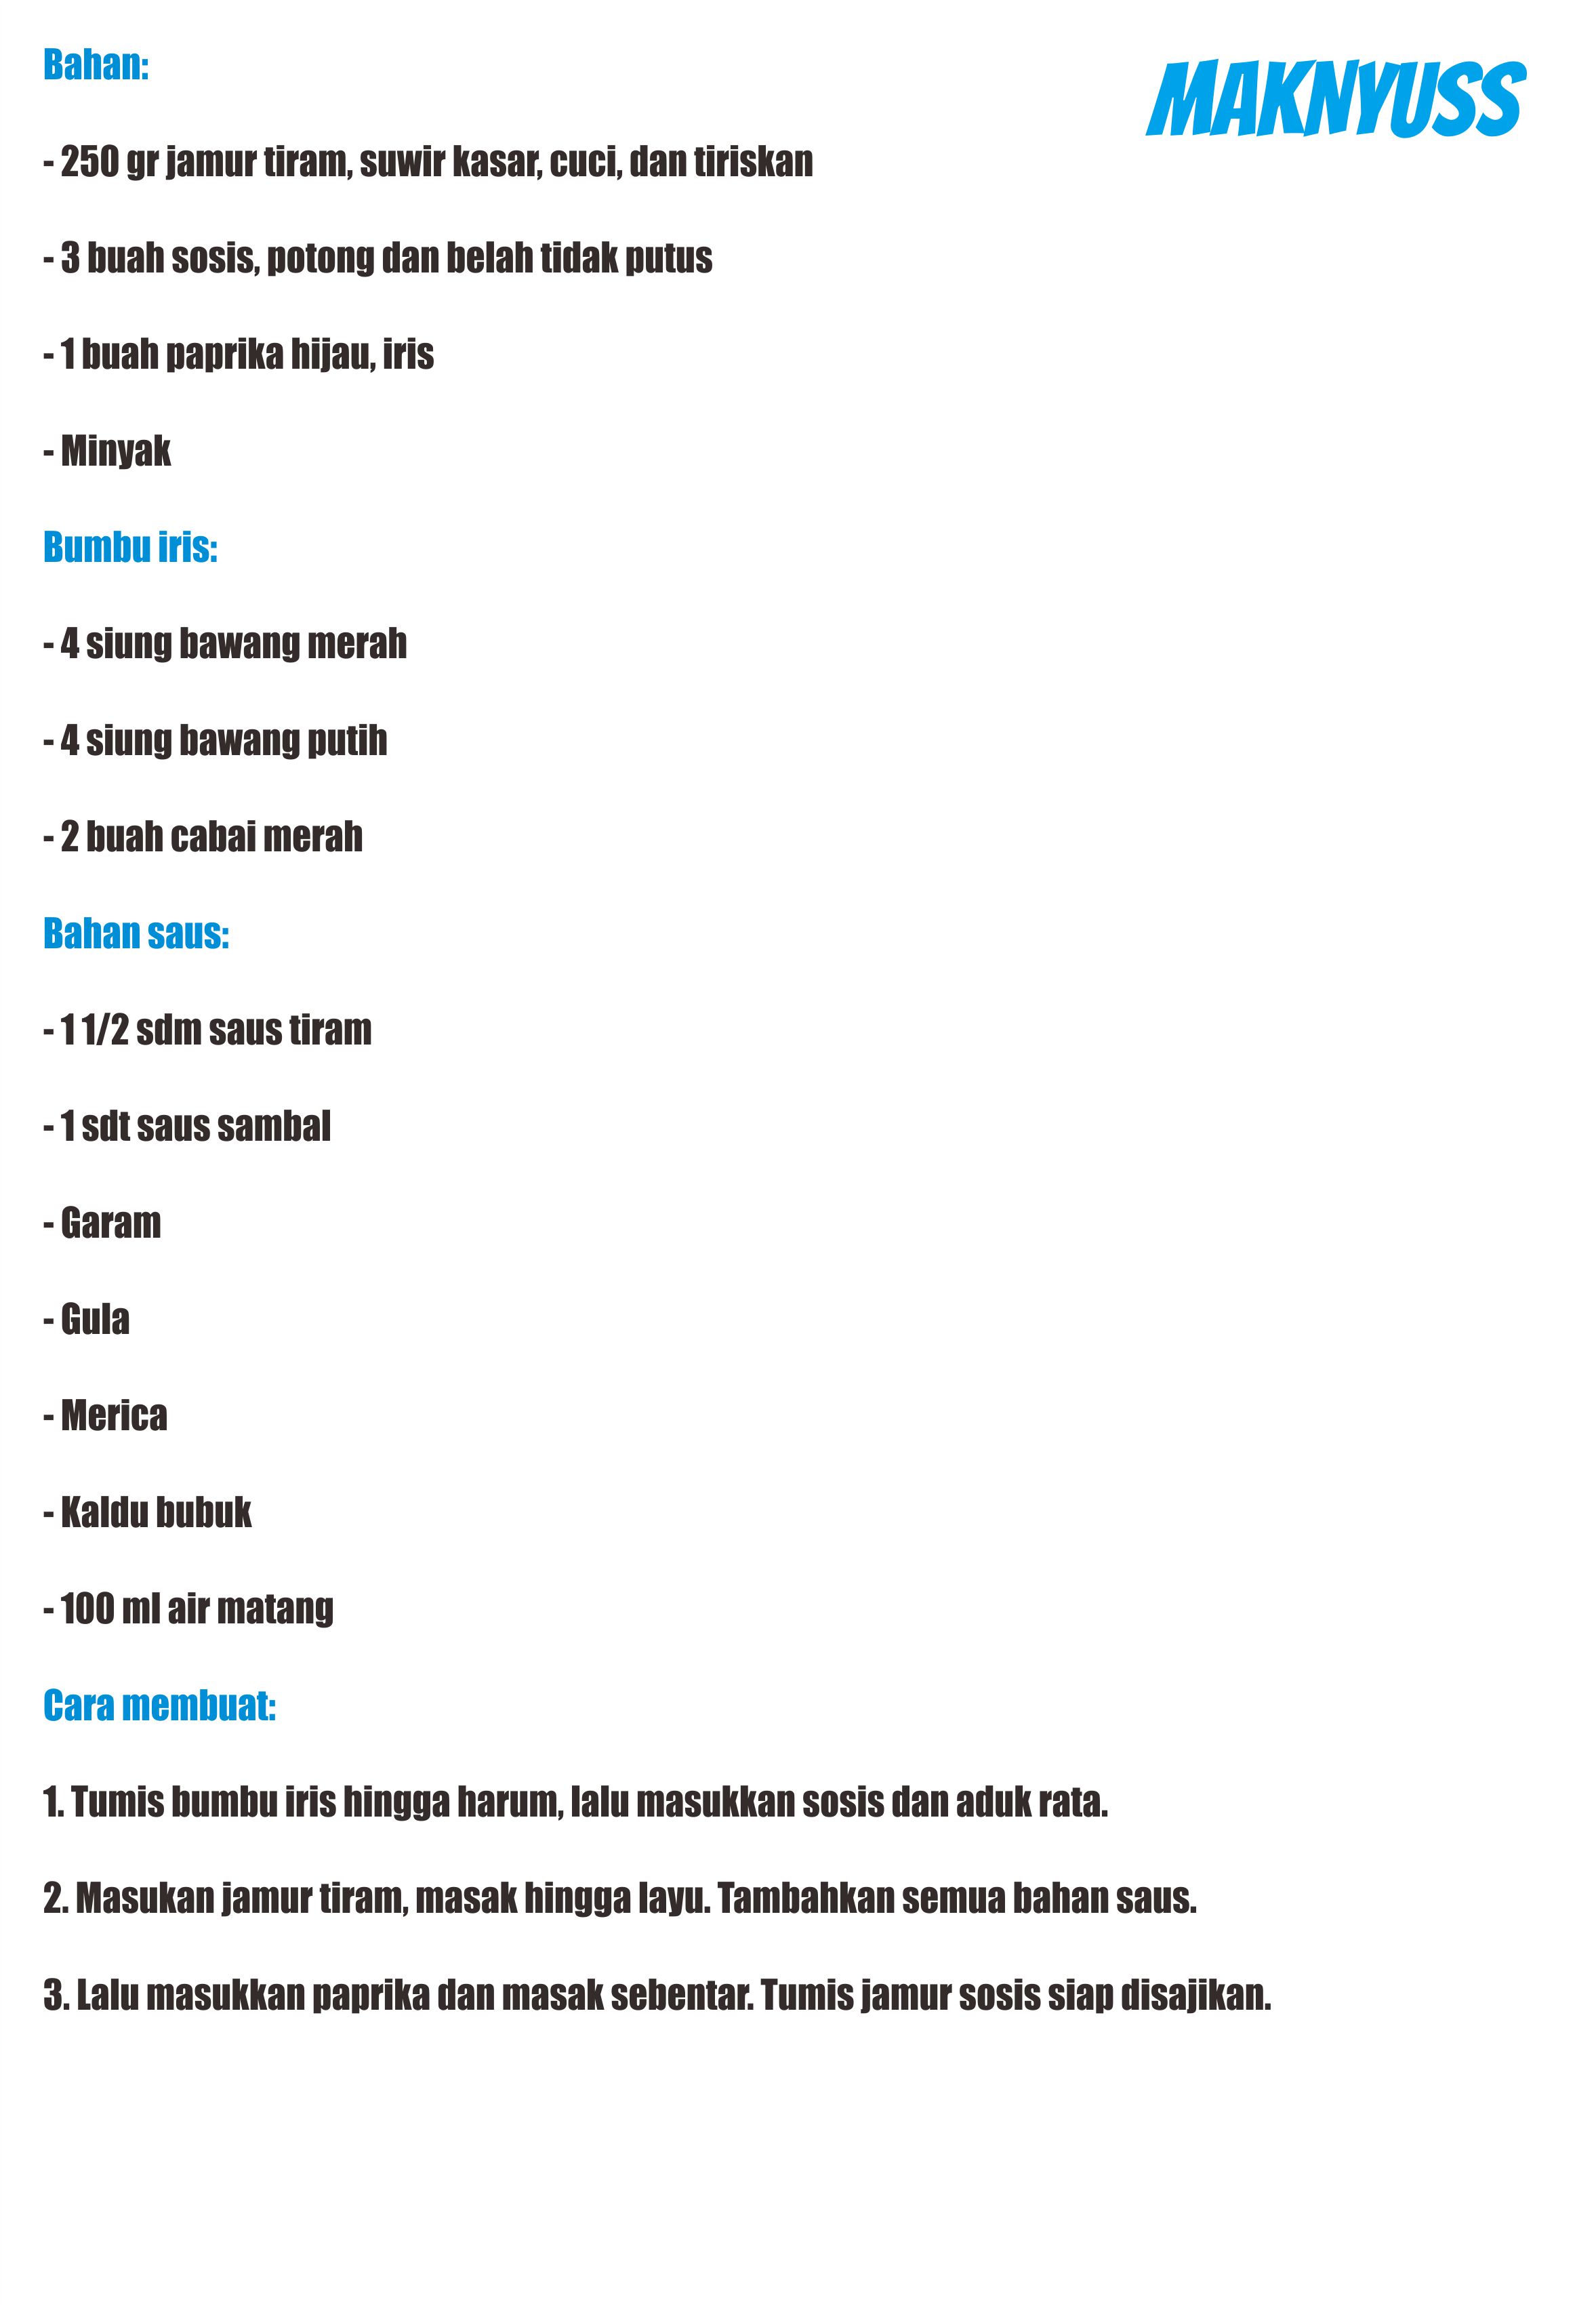 Bahan:
MAKNYUSS
- 250 gr jamur tiram, suwir kasar, cuci, dan tiriskan
- 3 buah sosis, potong dan belah tidak putus
- 1 buah paprika hijau, iris
- Minyak
Bumbu iris:
- 4 siung bawang merah
- 4 siung bawang putih
- 2 buah cabai merah
Bahan saus:
- 1 1/2 sdm saus tiram
- 1 sdt saus sambal
- Garam
- Gula
- Merica
- Kaldu bubuk
- 100 ml air matang
Cara membuat:
1. Tumis bumbu iris hingga harum, lalu masukkan sosis dan aduk rata.
2. Masukan jamur tiram, masak hingga layu. Tambahkan semua bahan saus.
3. Lalu masukkan paprika dan masak sebentar. Tumis jamur sosis siap disajikan.